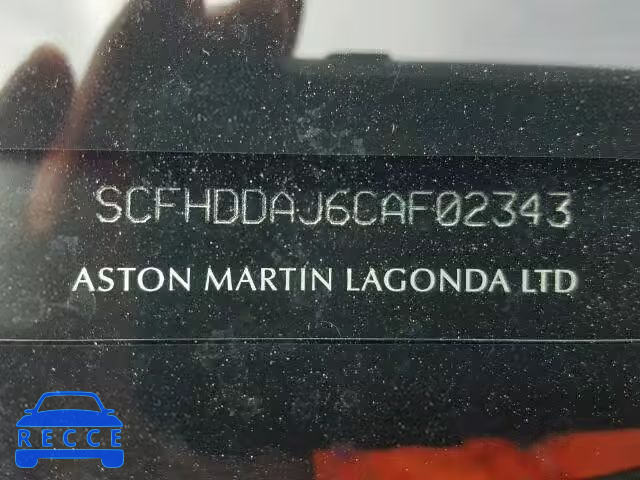 SCFHDDAJ6CAF02343
ASTON MARTIN LAGONDA LTD
RECCE